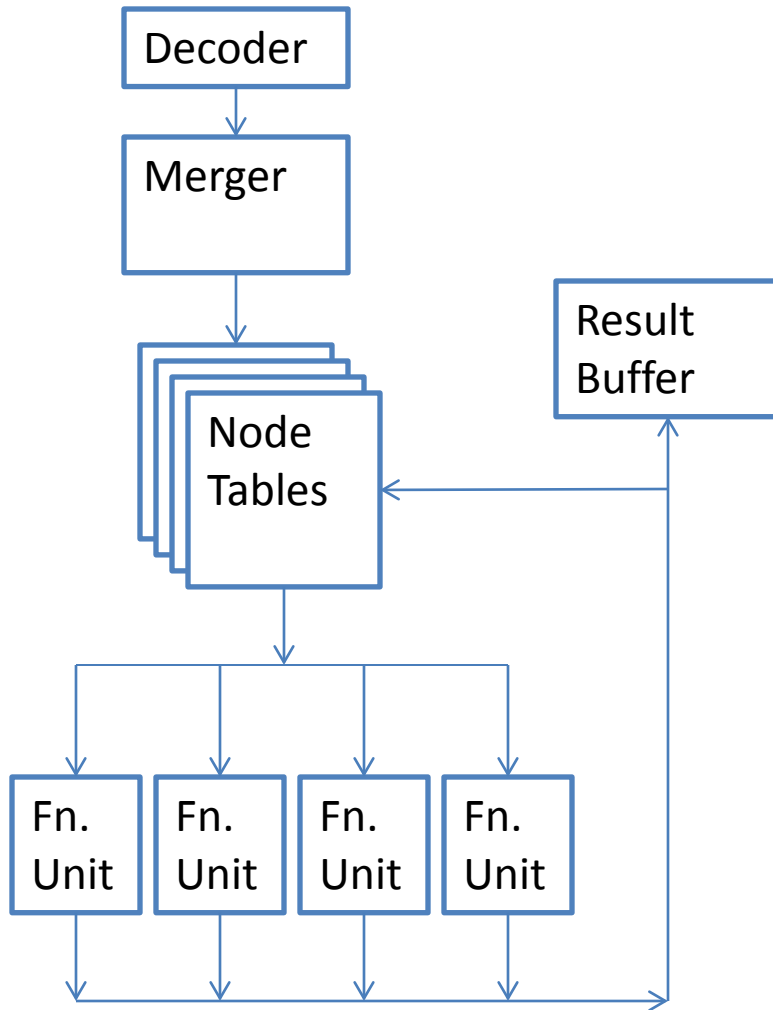 Decoder
Merger
Result
Buffer
Node
Tables
Fn.
Unit
Fn.
Unit
Fn.
Unit
Fn.
Unit